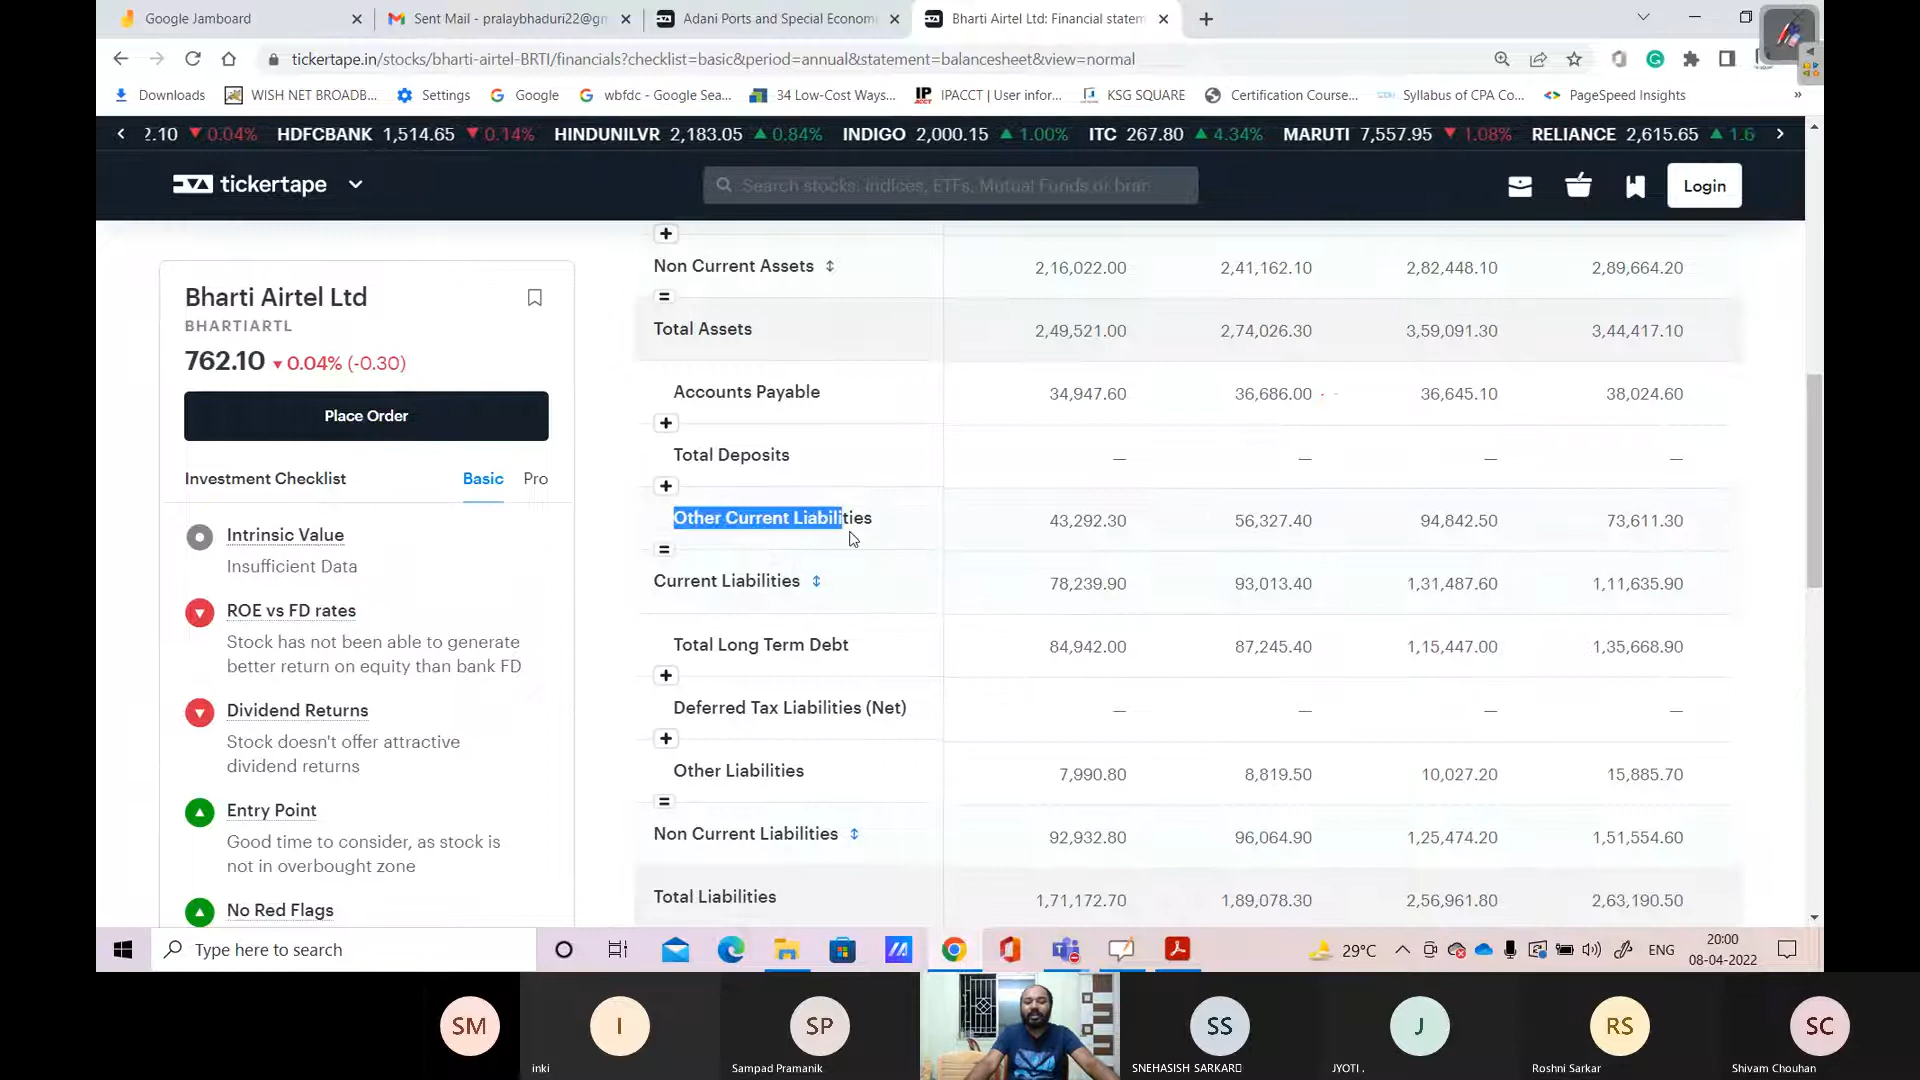 Google Jamboard
Sent Mail - pralaybhaduri22@gm
Adani Ports and Special Econom
Bharti Airtel Ltd: Financial statem
tickertape.in/stocks/bharti-airtel-BRTI/financials?checklist=basic&period=annual&statement=balancesheet&view=normal
Downloads
WISH NET BROADB...
Settings
Google
wbfdc - Google Sea...
34 Low-Cost Ways...
IPACCT | User infor...
KSG SQUARE
Certification Course...
Syllabus of CPA Co...
PageSpeed Insights
2.10 ▼ 0.04% HDFCBANK 1,514.65 ▼ 0.14% HINDUNILVR 2,183.05 ▲ 0.84% INDIGO 2,000.15 ▲ 1.00% ITC 267.80 ▲ 4.34% MARUTI 7,557.95 ▼ 1.08% RELIANCE 2,615.65 ▲ 1.6
tickertape
Search stocks, indices, ETFs, Mutual Funds or bran
Login
Bharti Airtel Ltd
BHARTIARTL
762.10 ▼ 0.04% (-0.30)
Place Order
Investment Checklist Basic Pro
Intrinsic Value
Insufficient Data
ROE vs FD rates
Stock has not been able to generate
better return on equity than bank FD
Dividend Returns
Stock doesn't offer attractive
dividend returns
Entry Point
Good time to consider, as stock is
not in overbought zone
No Red Flags
+
Non Current Assets 2,16,022.00 2,41,162.10 2,82,448.10 2,89,664.20
=
Total Assets 2,49,521.00 2,74,026.30 3,59,091.30 3,44,417.10
Accounts Payable 34,947.60 36,686.00 36,645.10 38,024.60
+
Total Deposits — — — —
+
Other Current Liabilities 43,292.30 56,327.40 94,842.50 73,611.30
=
Current Liabilities 78,239.90 93,013.40 1,31,487.60 1,11,635.90
Total Long Term Debt 84,942.00 87,245.40 1,15,447.00 1,35,668.90
+
Deferred Tax Liabilities (Net) — — — —
+
Other Liabilities 7,990.80 8,819.50 10,027.20 15,885.70
=
Non Current Liabilities 92,932.80 96,064.90 1,25,474.20 1,51,554.60
Total Liabilities 1,71,172.70 1,89,078.30 2,56,961.80 2,63,190.50
Type here to search
29°C
ENG
20:00
08-04-2022
SM
I
SP
SS
J
RS
SC
inki
Sampad Pramanik
SNEHASISH SARKAR
JYOTI .
Roshni Sarkar
Shivam Chouhan